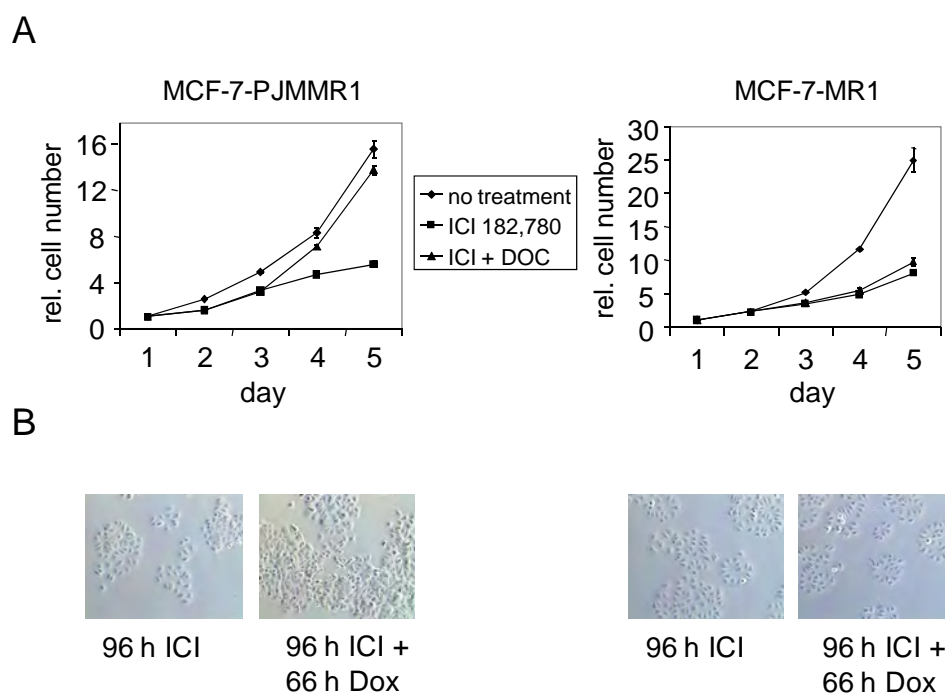 A
MCF-7-PJMMR1
MCF-7-MR1
rel. cell number
16
12
8
4
0
1 2 3 4 5
day
no treatment
ICI 182,780
ICI + DOC
rel. cell number
30
25
20
15
10
5
0
1 2 3 4 5
day
B
96 h ICI
96 h ICI +
66 h Dox
96 h ICI
96 h ICI +
66 h Dox